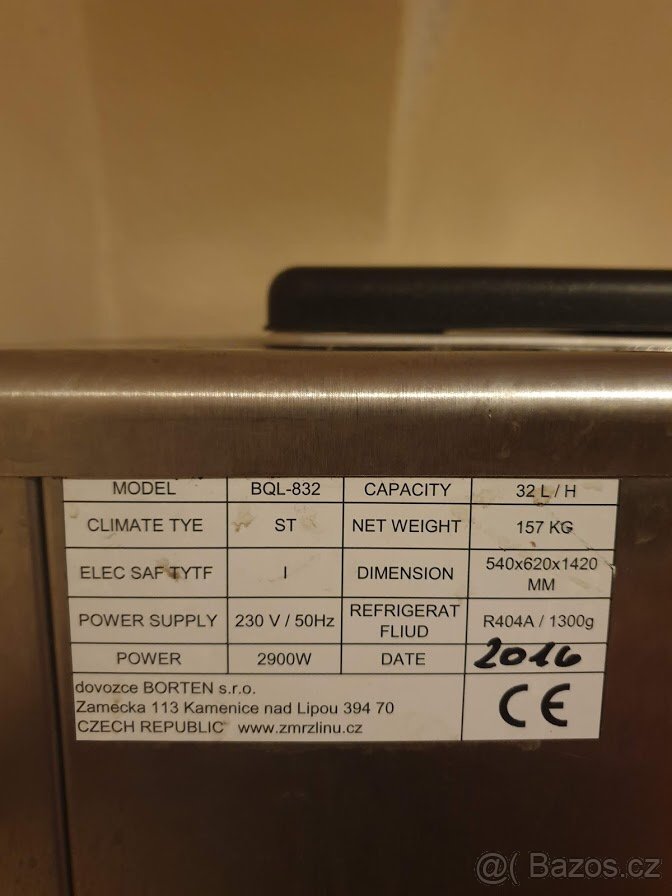 MODEL BQL-832 CAPACITY 32 L / H
CLIMATE TYE ST NET WEIGHT 157 KG
ELEC SAF TYTF I DIMENSION 540x620x1420 MM
POWER SUPPLY 230 V / 50Hz REFRIGERAT FLIUD R404A / 1300g
POWER 2900W DATE 2016
dovozce BORTEN s.r.o.
Zamecka 113 Kamenice nad Lipou 394 70
CZECH REPUBLIC www.zmrzlinu.cz
CE
@( Bazos.cz